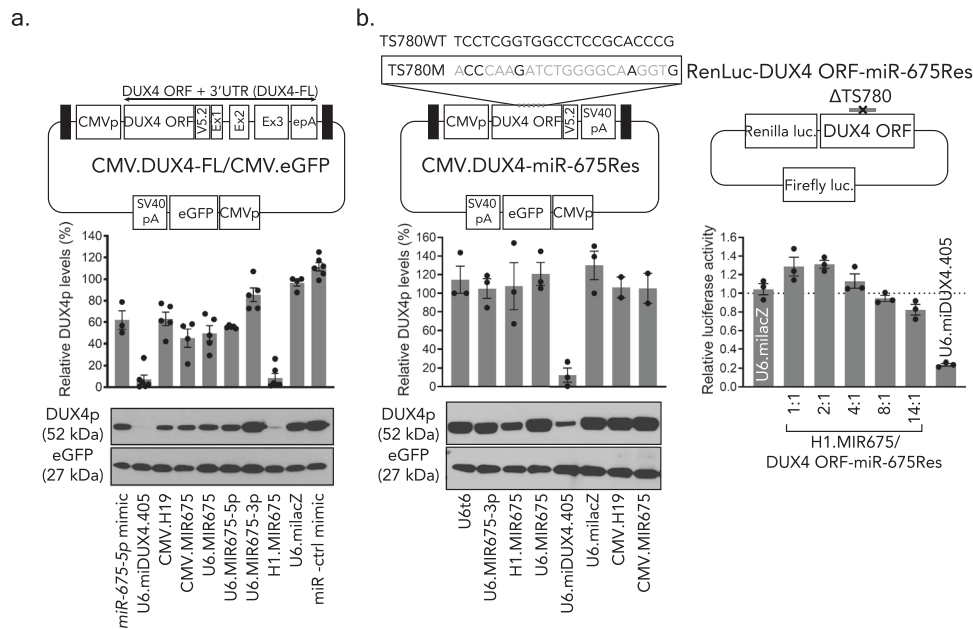 a.
DUX4 ORF + 3'UTR (DUX4-FL)
CMVp DUX4 ORF V5.2 Ex1 Ex2 Ex3 epA
CMV.DUX4-FL/CMV.eGFP
SV40 pA eGFP CMVp
Relative DUX4p levels (%)
140
120
100
80
60
40
20
0
DUX4p
(52 kDa)
eGFP
(27 kDa)
miR-675-5p mimic
U6.miDUX4.405
CMV.H19
CMV.MIR675
U6.MIR675
U6.MIR675-5p
U6.MIR675-3p
H1.MIR675
U6.milacZ
miR -ctrl mimic
b.
TS780WT TCCTCGGTGGCCTCCGCACCCG
TS780M ACCCAAGATCTGGGGCAAGGTG
CMVp DUX4 ORF V5.2 SV40 pA
CMV.DUX4-miR-675Res
SV40 pA eGFP CMVp
Relative DUX4p levels (%)
160
140
120
100
80
60
40
20
0
DUX4p
(52 kDa)
eGFP
(27 kDa)
U6t6
U6.MIR675-3p
H1.MIR675
U6.MIR675
U6.miDUX4.405
U6.milacZ
CMV.H19
CMV.MIR675
RenLuc-DUX4 ORF-miR-675Res
ΔTS780
Renilla luc. DUX4 ORF
Firefly luc.
Relative luciferase activity
1.6
1.4
1.2
1.0
0.8
0.6
0.4
0.2
0.0
U6.milacZ
U6.miDUX4.405
1:1
2:1
4:1
8:1
14:1
H1.MIR675/
DUX4 ORF-miR-675Res